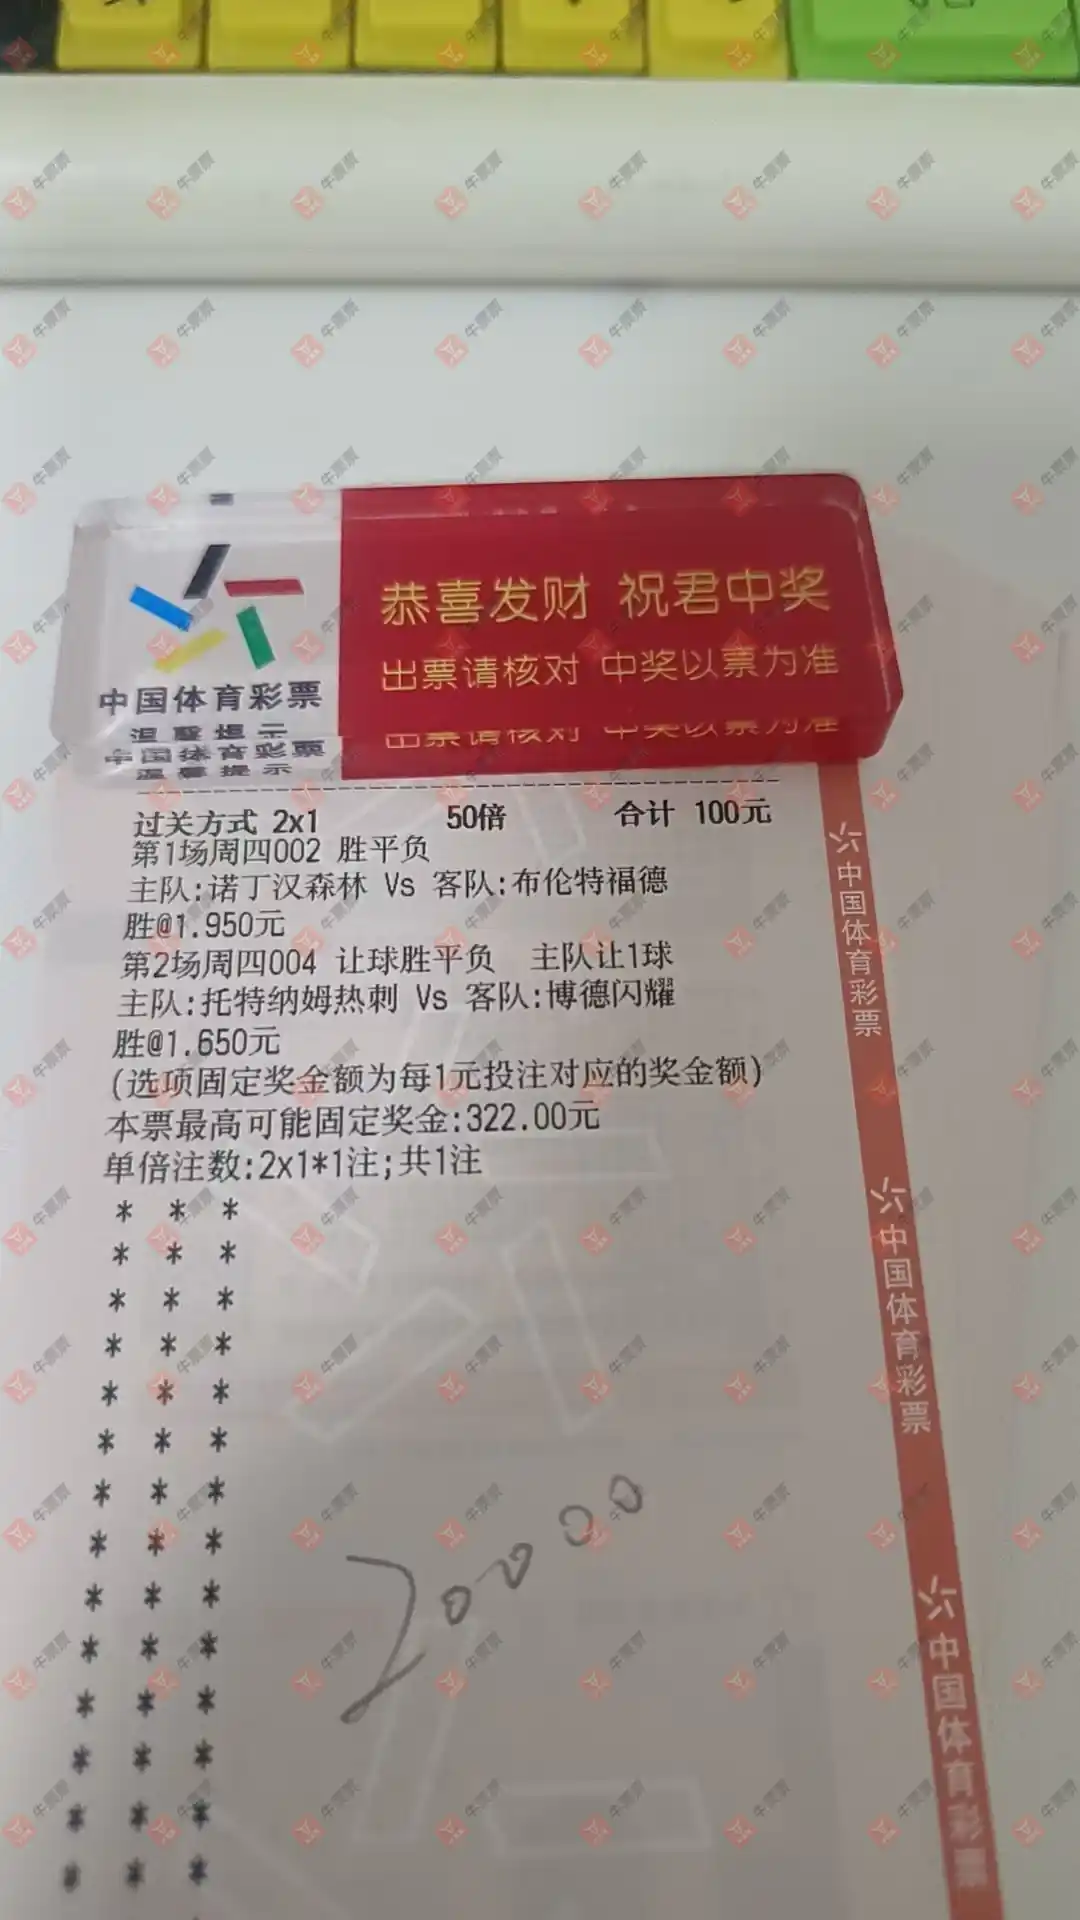 恭喜发财 祝君中奖
出票请核对 中奖以票为准
中国体育彩票
温馨提示
过关方式 2x1 50倍 合计 100元
第1场周四002 胜平负
主队:诺丁汉森林 Vs 客队:布伦特福德
胜@1.950元
第2场周四004 让球胜平负 主队让1球
主队:托特纳姆热刺 Vs 客队:博德闪耀
胜@1.650元
(选项固定奖金额为每1元投注对应的奖金额)
本票最高可能固定奖金:322.00元
单倍注数:2x1*1注;共1注
* * *
* * *
* * *
* * *
* * *
* * *
* * *
* * *
* * *
* * *
* * *
* * *
* * *
* * *
20000
中国体育彩票
中国体育彩票
中国体育彩票
牛票票